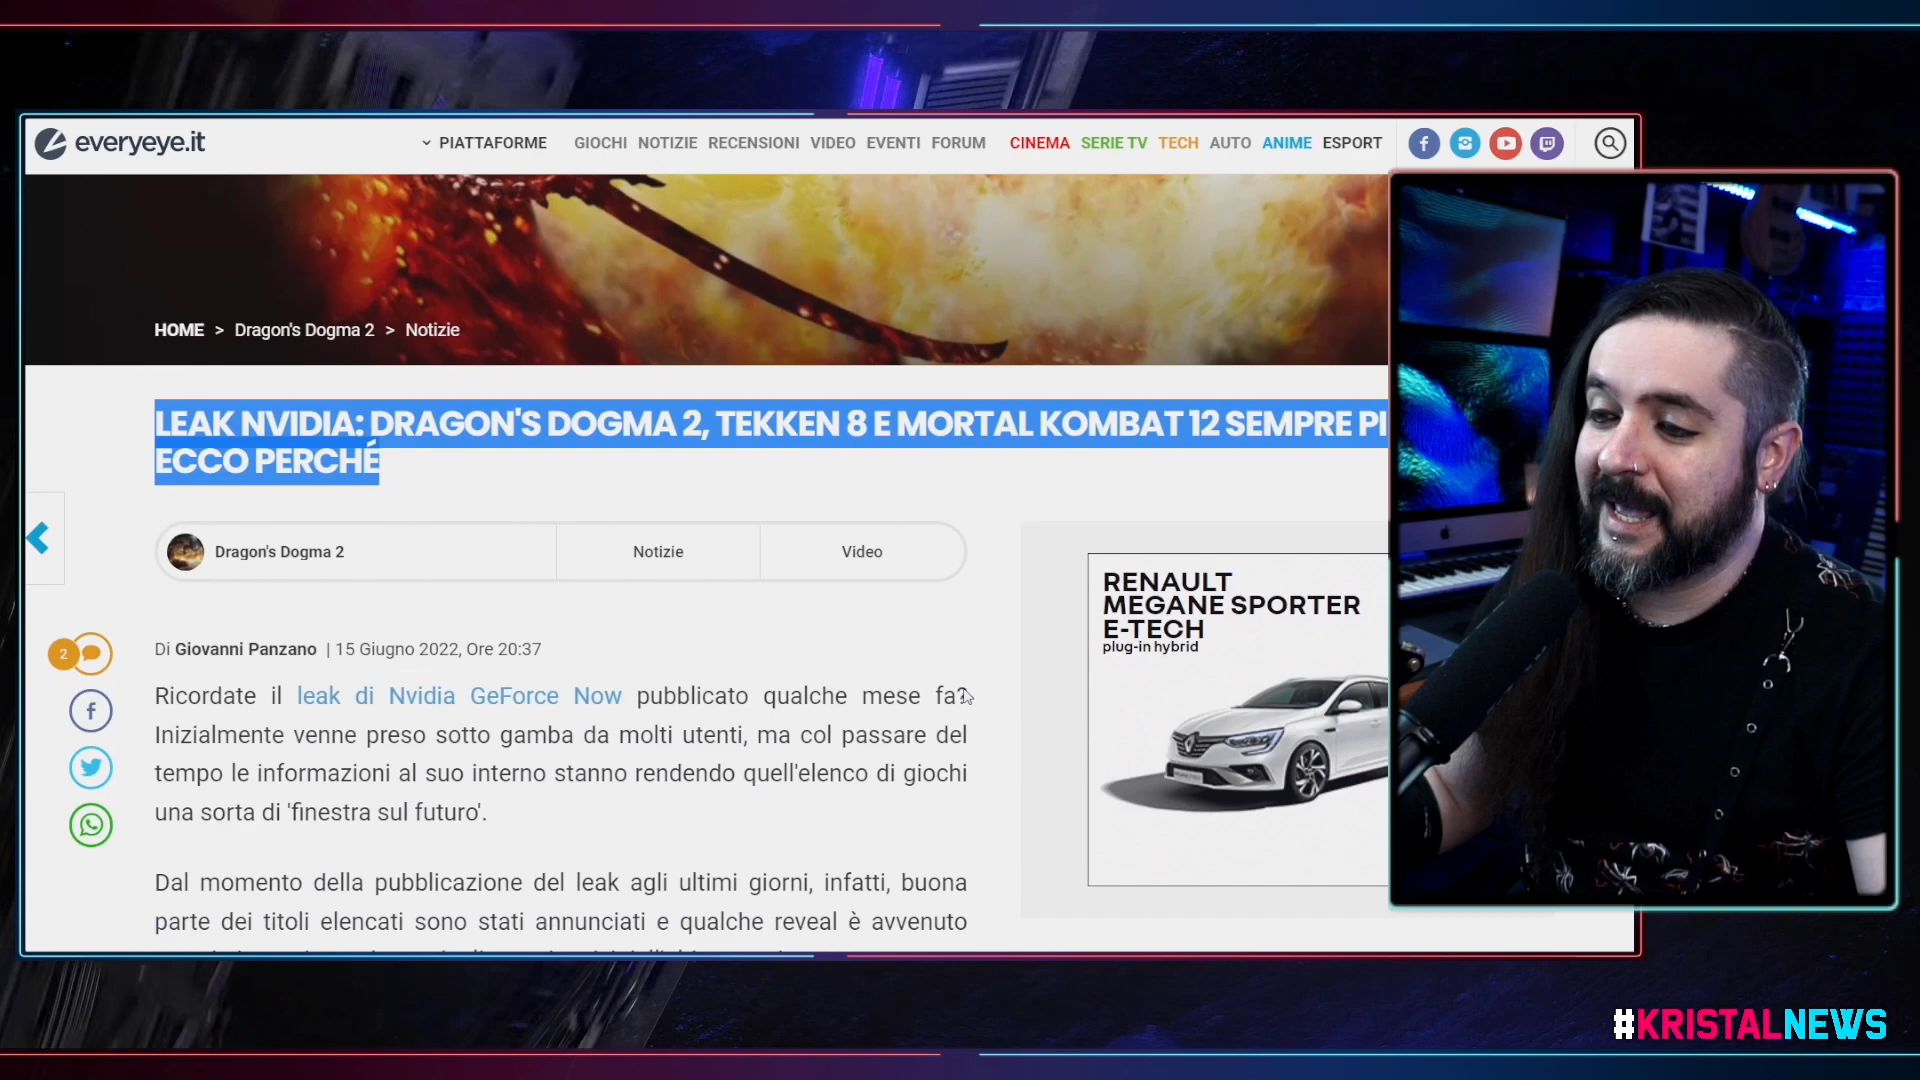 everyeye.it
PIATTAFORME GIOCHI NOTIZIE RECENSIONI VIDEO EVENTI FORUM CINEMA SERIE TV TECH AUTO ANIME ESPORT
HOME > Dragon's Dogma 2 > Notizie
LEAK NVIDIA: DRAGON'S DOGMA 2, TEKKEN 8 E MORTAL KOMBAT 12 SEMPRE PI
ECCO PERCHÉ
Dragon's Dogma 2 Notizie Video
RENAULT
MEGANE SPORTER
E-TECH
plug-in hybrid
Di Giovanni Panzano | 15 Giugno 2022, Ore 20:37
2
Ricordate il leak di Nvidia GeForce Now pubblicato qualche mese fa?
Inizialmente venne preso sotto gamba da molti utenti, ma col passare del
tempo le informazioni al suo interno stanno rendendo quell'elenco di giochi
una sorta di 'finestra sul futuro'.
Dal momento della pubblicazione del leak agli ultimi giorni, infatti, buona
parte dei titoli elencati sono stati annunciati e qualche reveal è avvenuto
#KRISTALNEWS